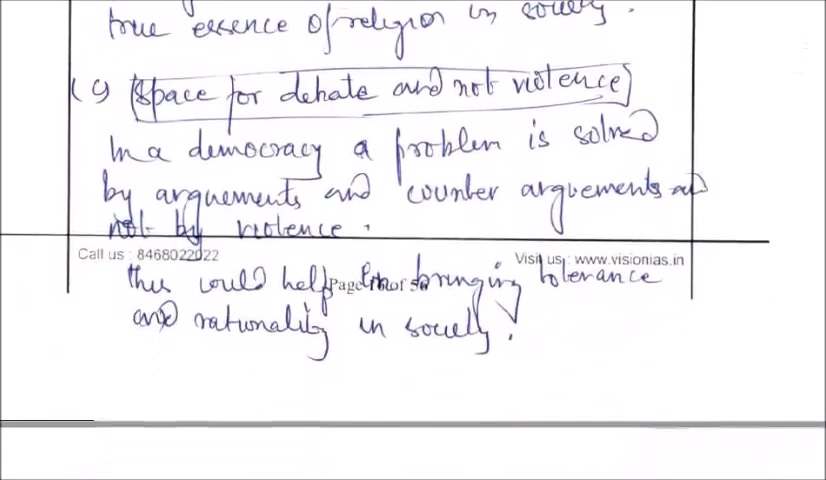 true essence of religion in society.
(9) Space for debate and not violence
In a democracy a problem is solved
by arguements and counter arguements and
not by violence.
Call us : 8468022022 Visit us : www.visionias.in
this would help in bringing tolerance
Page of
and rationality in society.